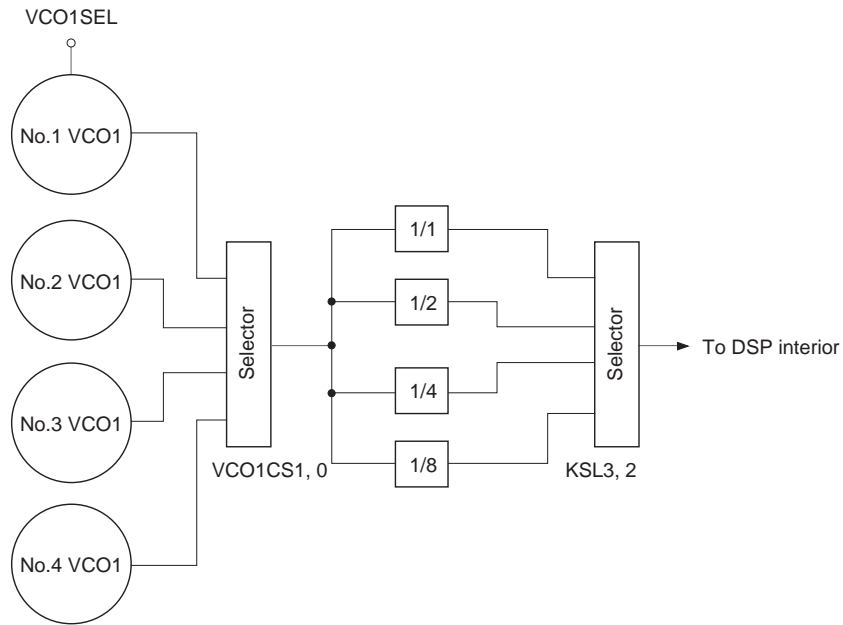 VCO1SEL
No.1 VCO1
No.2 VCO1
No.3 VCO1
No.4 VCO1
Selector
VCO1CS1, 0
1/1
1/2
1/4
1/8
Selector
KSL3, 2
To DSP interior